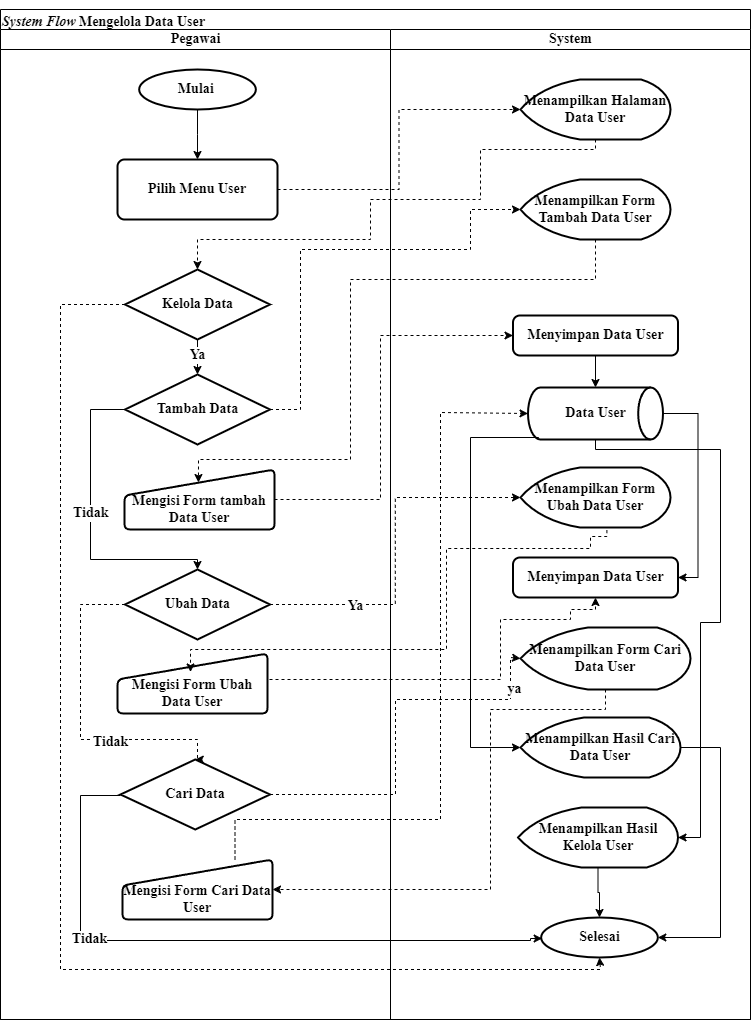 System Flow Mengelola Data User
Pegawai
System
Mulai
Menampilkan Halaman
Data User
Pilih Menu User
Menampilkan Form
Tambah Data User
Kelola Data
Menyimpan Data User
Ya
Tambah Data
Data User
Mengisi Form tambah
Data User
Menampilkan Form
Ubah Data User
Tidak
Menyimpan Data User
Ubah Data
Ya
Menampilkan Form Cari
Data User
Mengisi Form Ubah
Data User
ya
Tidak
Menampilkan Hasil Cari
Data User
Cari Data
Menampilkan Hasil
Kelola User
Mengisi Form Cari Data
User
Tidak
Selesai